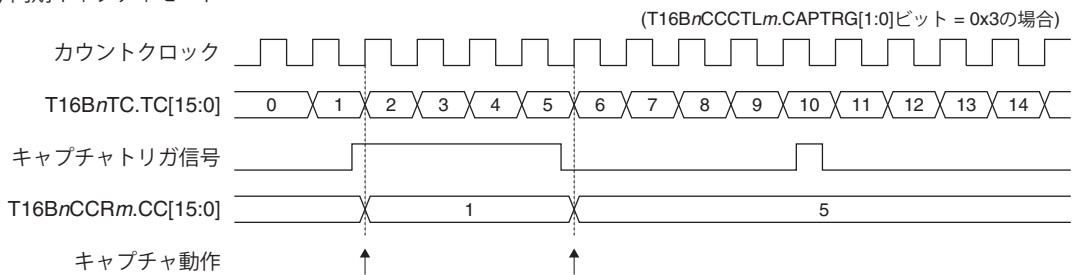 (T16BnCCCTLm.CAPTRG[1:0]ビット = 0x3の場合)
カウントクロック
T16BnTC.TC[15:0] 0 1 2 3 4 5 6 7 8 9 10 11 12 13 14
キャプチャトリガ信号
T16BnCCRm.CC[15:0] 1 5
キャプチャ動作